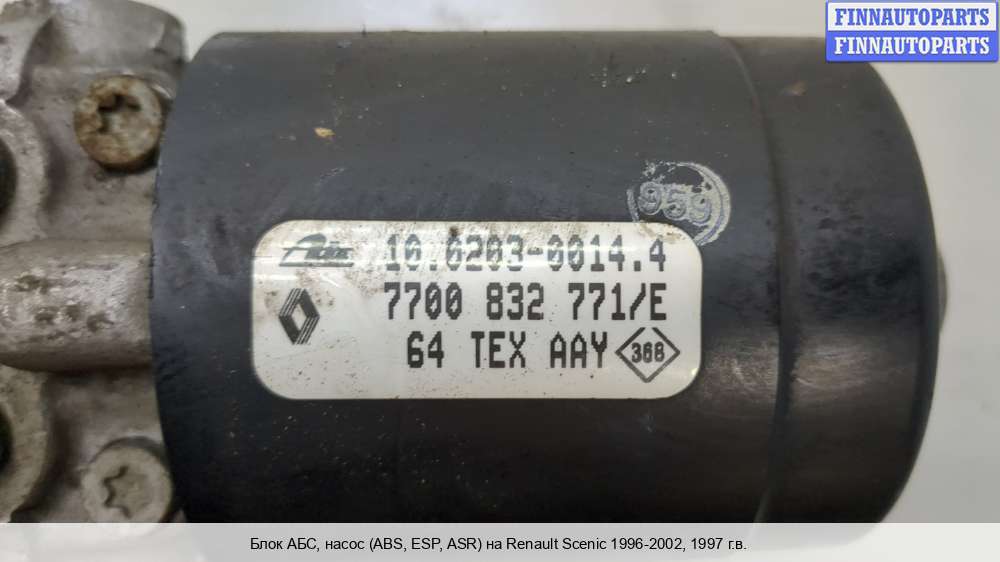 FINNAUTOPARTS
FINNAUTOPARTS
959
Ate
10.6203-0014.4
7700 832 771/E
64 TEX AAY 368
Блок АБС, насос (ABS, ESP, ASR) на Renault Scenic 1996-2002, 1997 г.в.